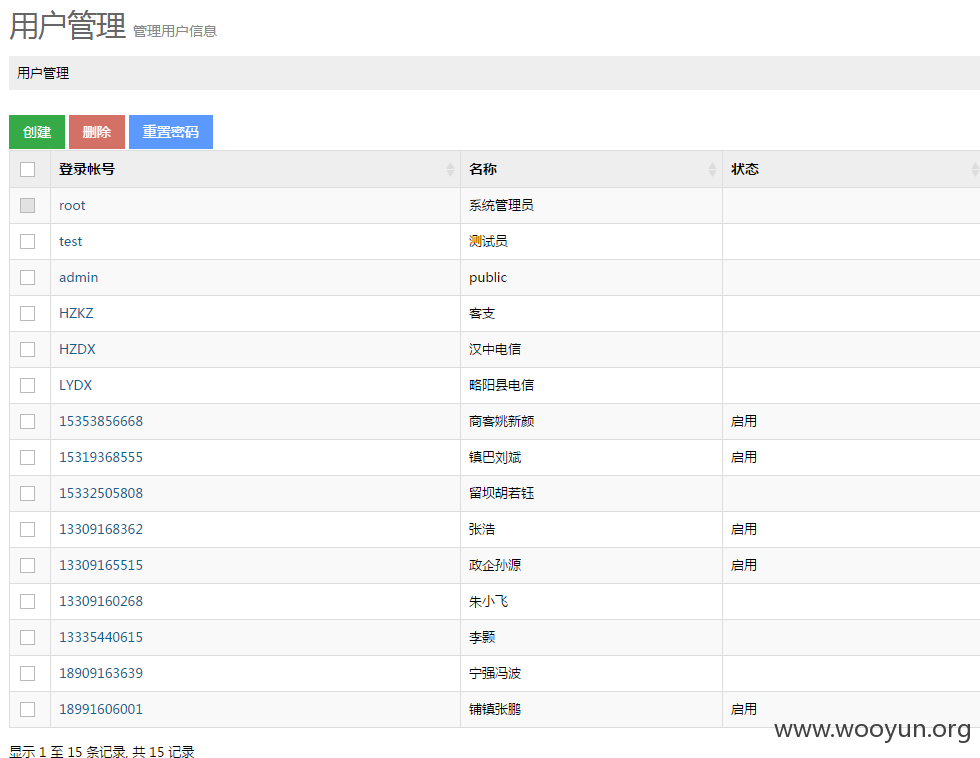 用户管理 管理用户信息
用户管理
创建 删除 重置密码
登录帐号 名称 状态
root 系统管理员
test 测试员
admin public
HZKZ 客支
HZDX 汉中电信
LYDX 略阳县电信
15353856668 商客姚新颜 启用
15319368555 镇巴刘斌 启用
15332505808 留坝胡若钰
13309168362 张浩 启用
13309165515 政企孙源 启用
13309160268 朱小飞
13335440615 李颢
18909163639 宁强冯波
18991606001 铺镇张鹏 启用
www.wooyun.org
显示 1 至 15 条记录, 共 15 记录